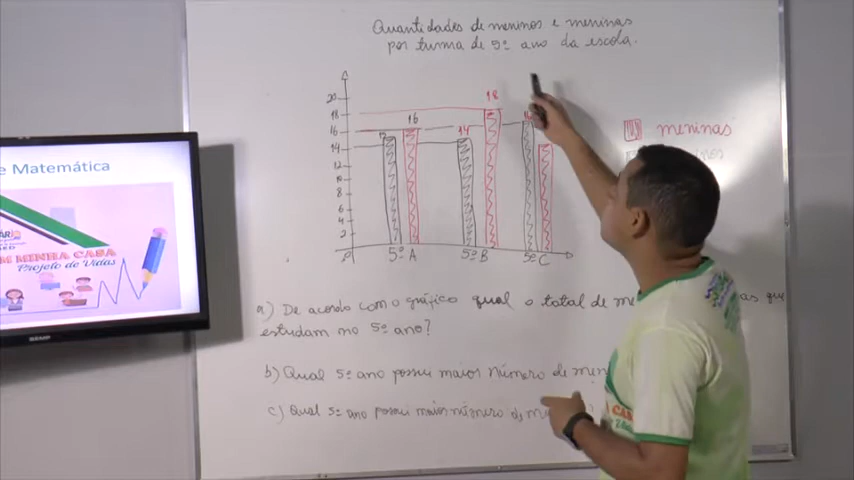 Quantidades de meninos e meninas
por turma de 5º ano da escola.
20
18
16
14
12
10
8
6
4
2
0
16
14
18
5º A
5º B
5º C
meninas
a) De acordo com o gráfico qual o total de
estudam no 5º ano?
b) Qual 5º ano possui maior número de
c) Qual 5º ano possui maior número de
e Matemática
M MINHA CASA
Projeto de Vidas
SEMP